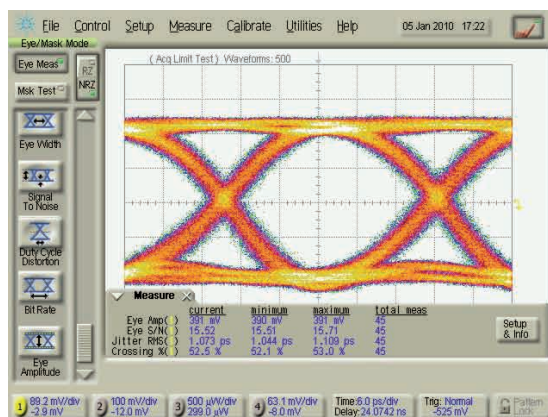 File Control Setup Measure Calibrate Utilities Help 05 Jan 2010 17:22
Eye/Mask Mode
Eye Meas
RZ
NRZ
Msk Test
( Acq Limit Test) Waveforms: 500
Eye Width
Signal
To Noise
Duty Cycle
Distortion
Bit Rate
Eye
Amplitude
Measure
current minimum maximum total meas
Eye Amp(1) 391 mV 390 mV 391 mV 45
Eye S/N(1) 15.52 15.51 15.71 45
Jitter RMS(1) 1.073 ps 1.044 ps 1.109 ps 45
Crossing %(1) 52.5 % 52.1 % 53.0 % 45
Setup
& Info
1 89.2 mV/div
-2.9 mV
2 100 mV/div
-12.0 mV
3 500 µW/div
299.0 µW
4 63.1 mV/div
-8.0 mV
Time:6.0 ps/div
Delay:24.0742 ns
Trig: Normal
-525 mV
Pattern
Lock